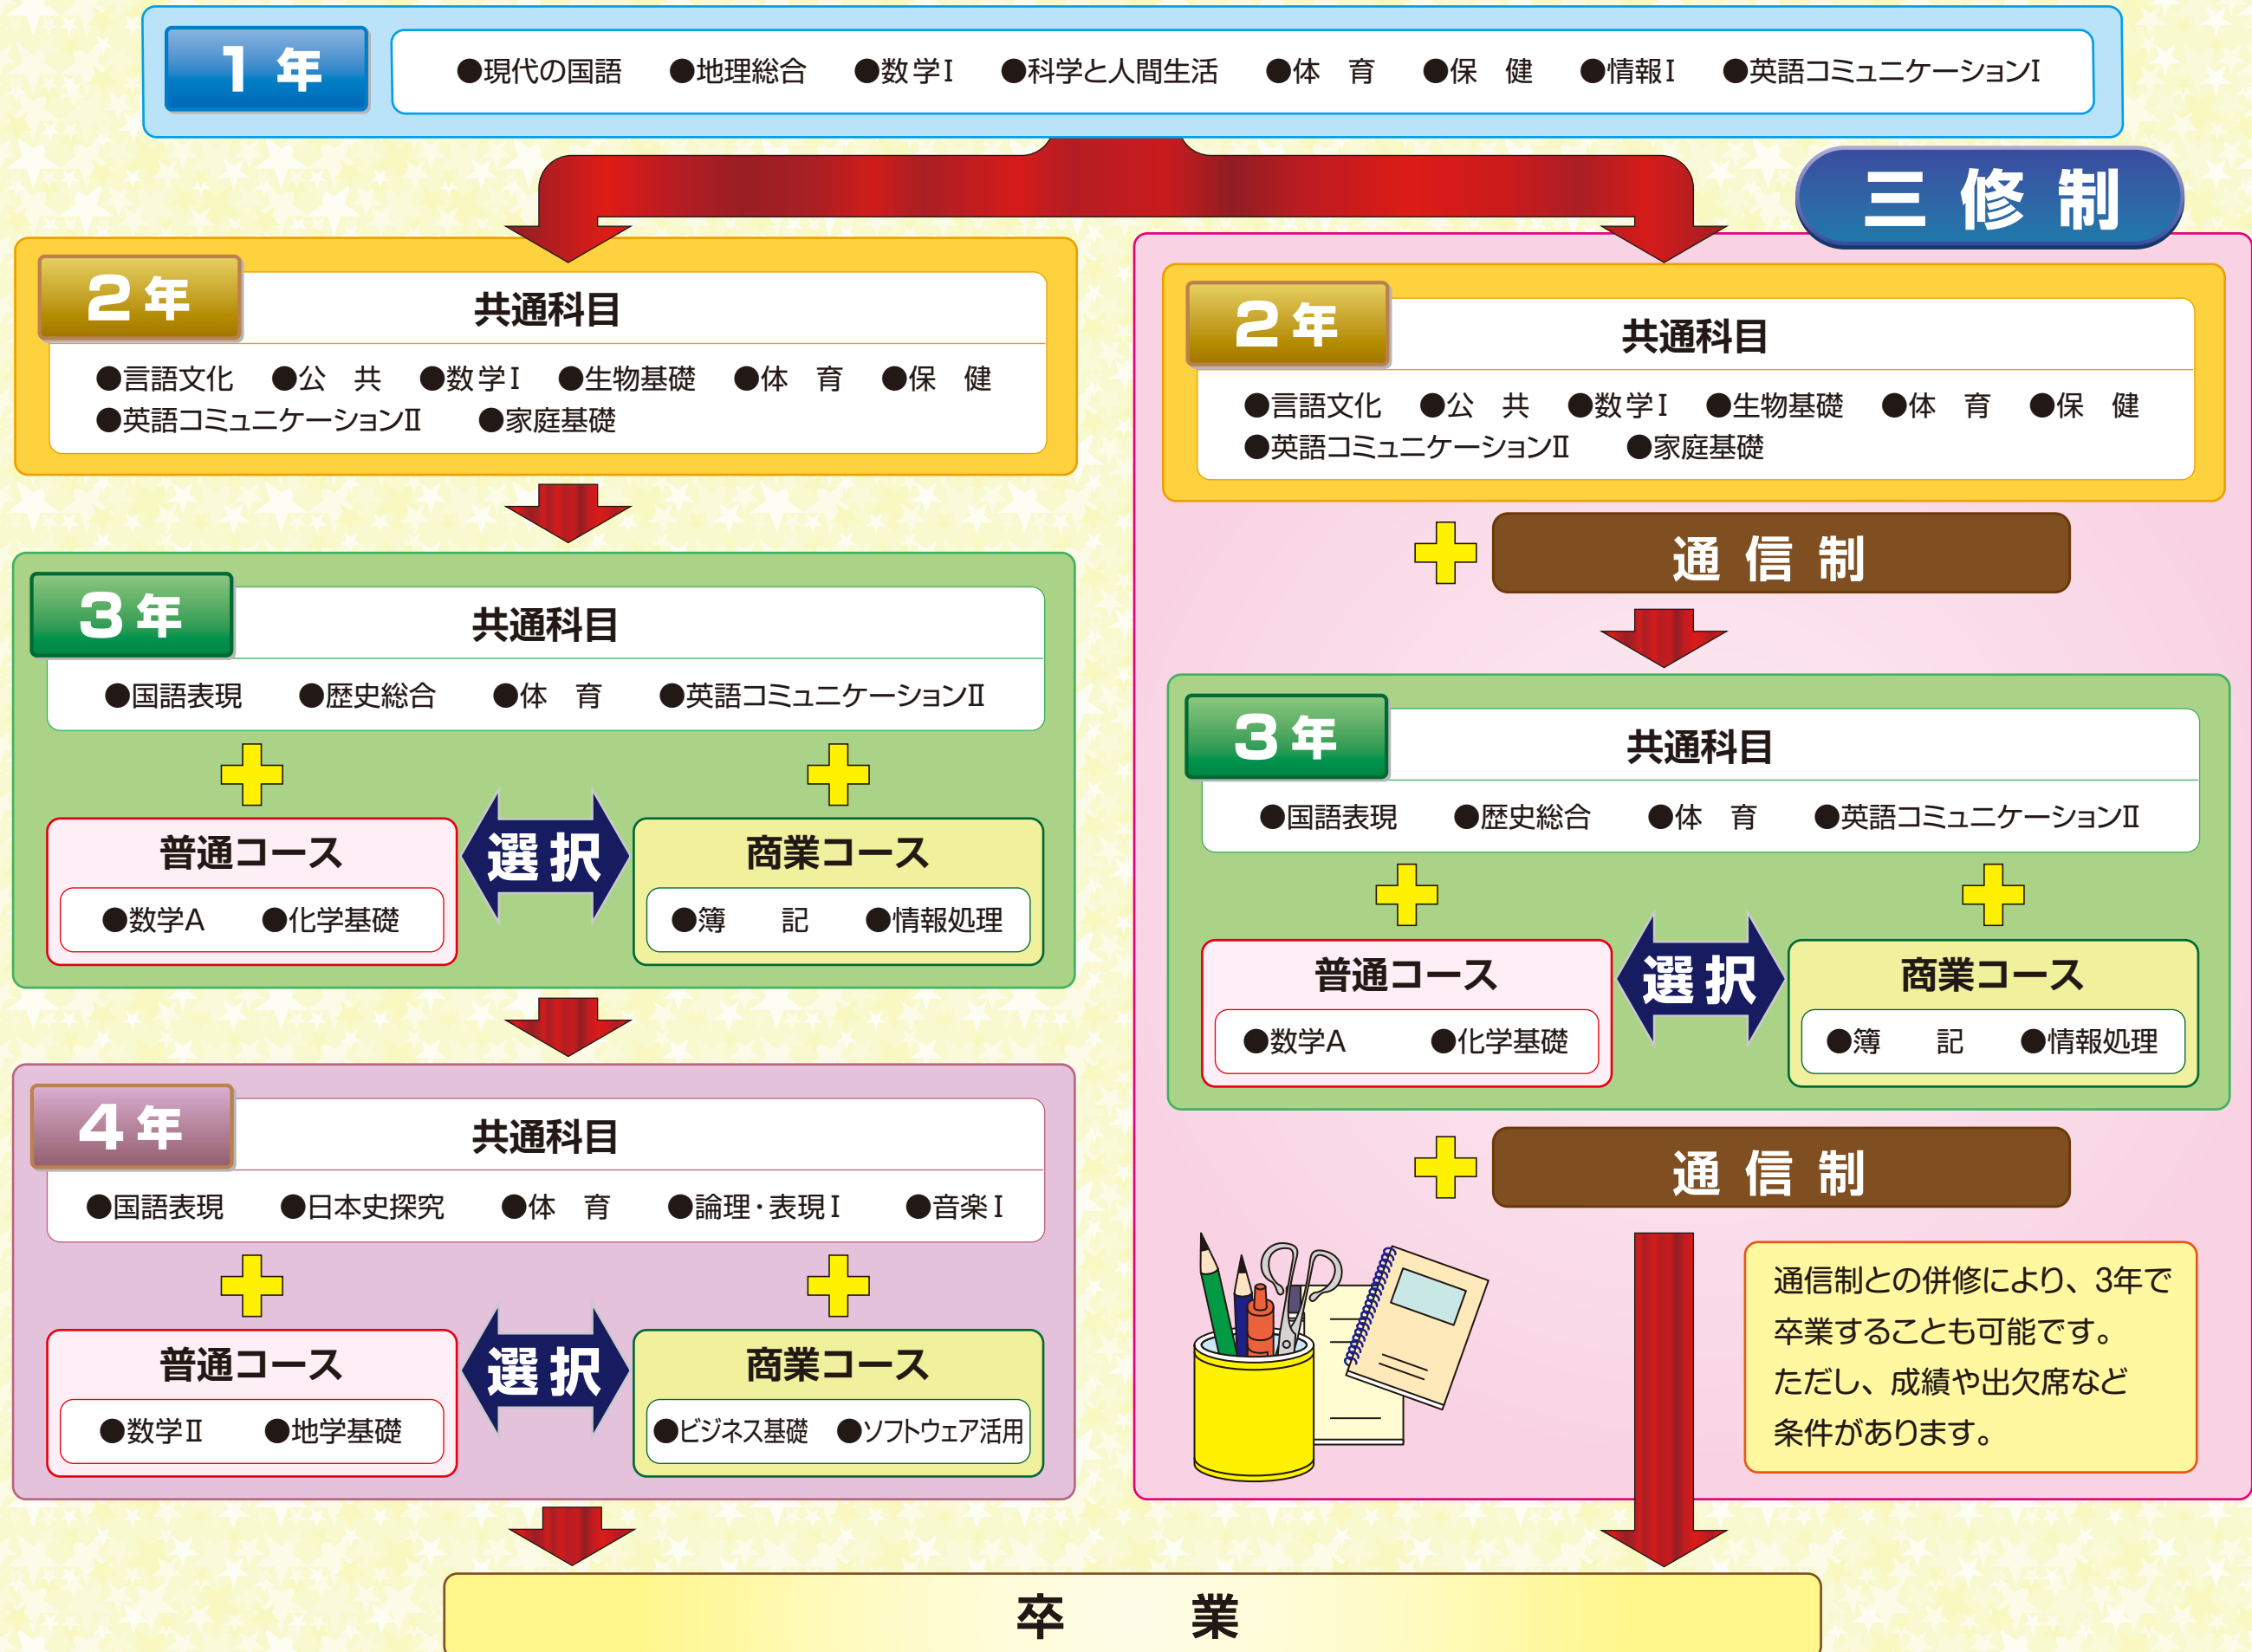 1年
●現代の国語 ●地理総合 ●数学Ⅰ ●科学と人間生活 ●体 育 ●保 健 ●情報Ⅰ ●英語コミュニケーションⅠ
2年
共通科目
●言語文化 ●公 共 ●数学Ⅰ ●生物基礎 ●体 育 ●保 健
●英語コミュニケーションⅡ ●家庭基礎
3年
共通科目
●国語表現 ●歴史総合 ●体 育 ●英語コミュニケーションⅡ
普通コース
●数学A ●化学基礎
選択
商業コース
●簿 記 ●情報処理
4年
共通科目
●国語表現 ●日本史探究 ●体 育 ●論理・表現Ⅰ ●音楽Ⅰ
普通コース
●数学Ⅱ ●地学基礎
選択
商業コース
●ビジネス基礎 ●ソフトウェア活用
三修制
2年
共通科目
●言語文化 ●公 共 ●数学Ⅰ ●生物基礎 ●体 育 ●保 健
●英語コミュニケーションⅡ ●家庭基礎
通信制
3年
共通科目
●国語表現 ●歴史総合 ●体 育 ●英語コミュニケーションⅡ
普通コース
●数学A ●化学基礎
選択
商業コース
●簿 記 ●情報処理
通信制
通信制との併修により、3年で
卒業することも可能です。
ただし、成績や出欠席など
条件があります。
卒 業